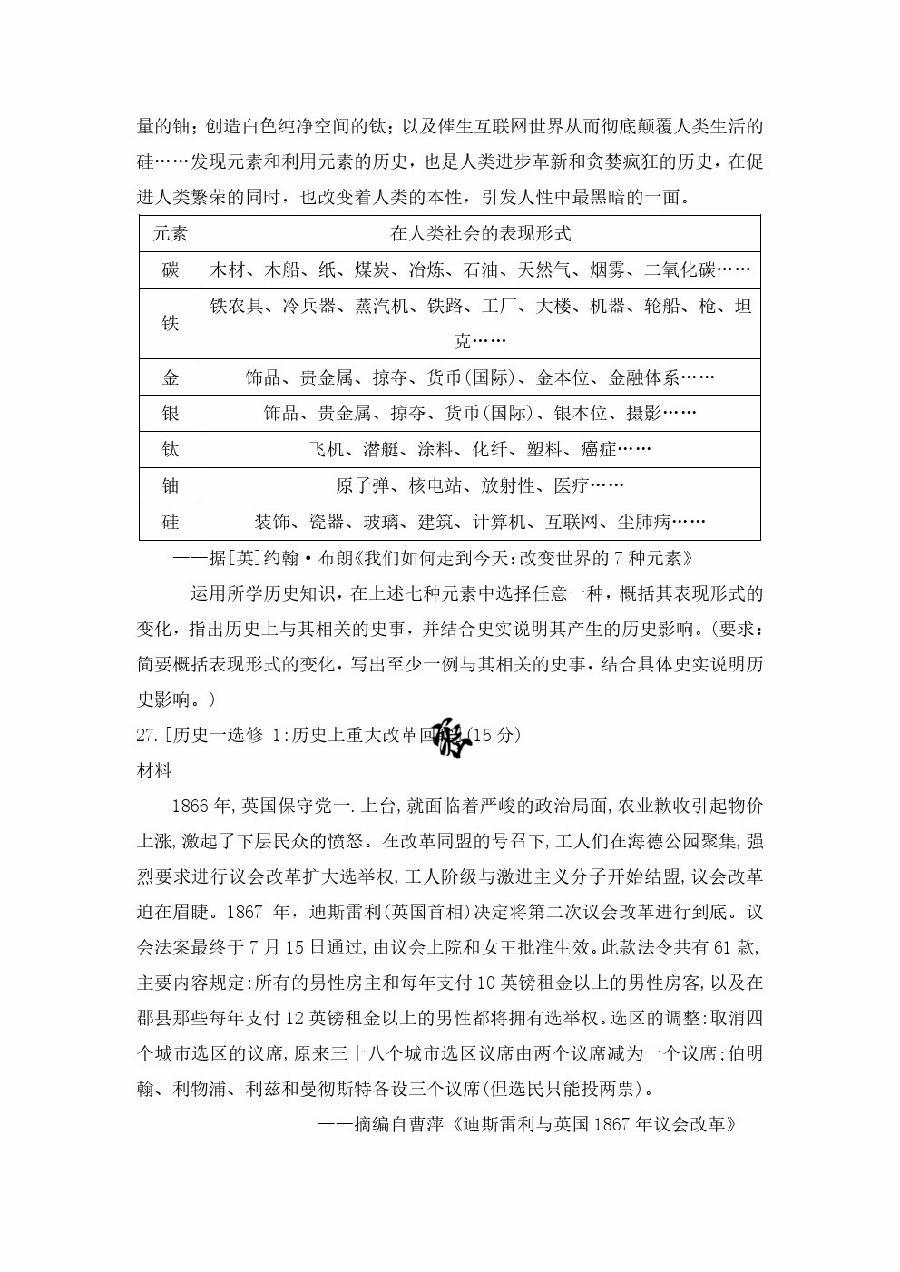 量的铀；创造白色纯净空间的钛；以及催生互联网世界从而彻底颠覆人类生活的
硅……发现元素和利用元素的历史，也是人类进步革新和贪婪疯狂的历史，在促
进人类繁荣的同时，也改变着人类的本性，引发人性中最黑暗的一面。
元素 在人类社会的表现形式
碳 木材、木船、纸、煤炭、冶炼、石油、天然气、烟雾、二氧化碳……
铁 铁农具、冷兵器、蒸汽机、铁路、工厂、大楼、机器、轮船、枪、坦
克……
金 饰品、贵金属、掠夺、货币(国际)、金本位、金融体系……
银 饰品、贵金属、掠夺、货币(国际)、银本位、摄影……
钛 飞机、潜艇、涂料、化纤、塑料、癌症……
铀 原子弹、核电站、放射性、医疗……
硅 装饰、瓷器、玻璃、建筑、计算机、互联网、尘肺病……
——据[英]约翰·布朗《我们如何走到今天:改变世界的7种元素》
运用所学历史知识，在上述七种元素中选择任意一种，概括其表现形式的
变化，指出历史上与其相关的史事，并结合史实说明其产生的历史影响。(要求：
简要概括表现形式的变化，写出至少一例与其相关的史事，结合具体史实说明历
史影响。)
27.[历史一选修 1:历史上重大改革回 (15分)
材料
1866年,英国保守党一.上台,就面临着严峻的政治局面,农业歉收引起物价
上涨,激起了下层民众的愤怒。在改革同盟的号召下,工人们在海德公园聚集,强
烈要求进行议会改革扩大选举权,工人阶级与激进主义分子开始结盟,议会改革
迫在眉睫。1867 年，迪斯雷利(英国首相)决定将第二次议会改革进行到底。议
会法案最终于7月15日通过,由议会上院和女王批准生效。此款法令共有61款,
主要内容规定:所有的男性房主和每年支付10英镑租金以上的男性房客,以及在
郡县那些每年支付12英镑租金以上的男性都将拥有选举权。选区的调整:取消四
个城市选区的议席,原来三十八个城市选区议席由两个议席减为一个议席;伯明
翰、利物浦、利兹和曼彻斯特各设三个议席(但选民只能投两票)。
——摘编自曹萍《迪斯雷利与英国1867年议会改革》